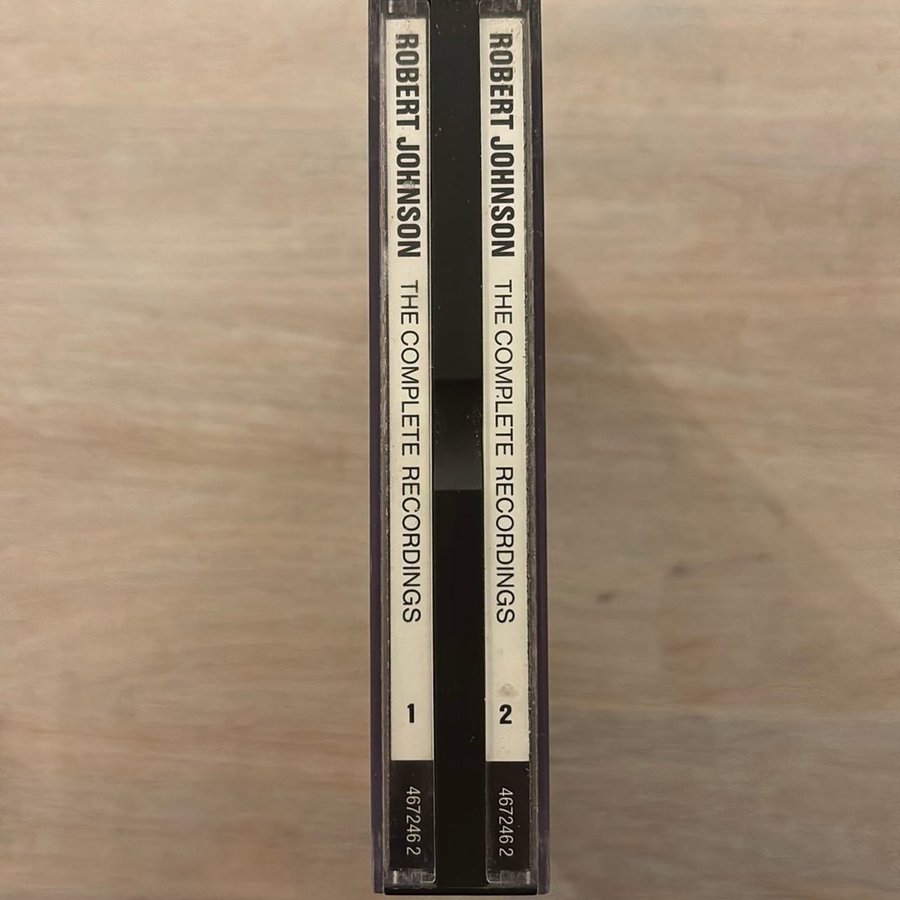 ROBERT JOHNSON THE COMPLETE RECORDINGS 1 467246 2
ROBERT JOHNSON THE COMPLETE RECORDINGS 2 467246 2